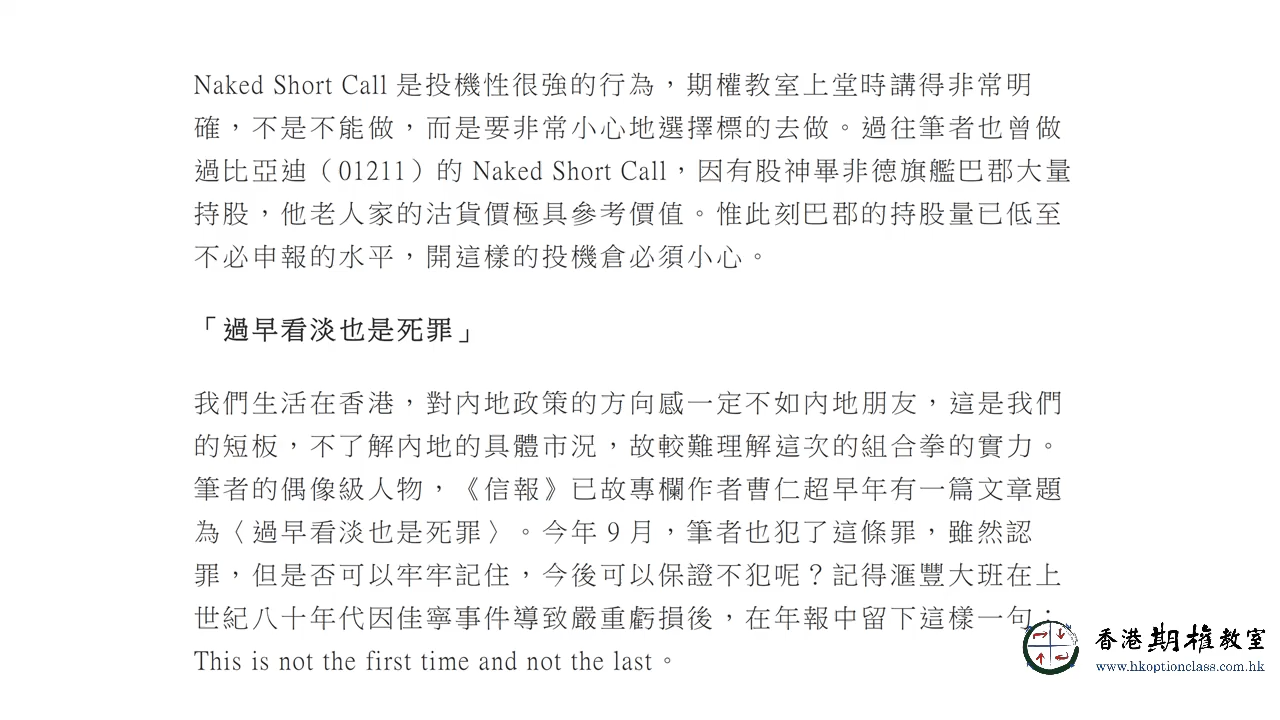 Naked Short Call 是投機性很強的行為，期權教室上堂時講得非常明
確，不是不能做，而是要非常小心地選擇標的去做。過往筆者也曾做
過比亞迪（01211）的 Naked Short Call，因有股神畢非德旗艦巴郡大量
持股，他老人家的沽貨價極具參考價值。惟此刻巴郡的持股量已低至
不必申報的水平，開這樣的投機倉必須小心。
「過早看淡也是死罪」
我們生活在香港，對內地政策的方向感一定不如內地朋友，這是我們
的短板，不了解內地的具體市況，故較難理解這次的組合拳的實力。
筆者的偶像級人物，《信報》已故專欄作者曹仁超早年有一篇文章題
為〈過早看淡也是死罪〉。今年 9 月，筆者也犯了這條罪，雖然認
罪，但是否可以牢牢記住，今後可以保證不犯呢？記得滙豐大班在上
世紀八十年代因佳寧事件導致嚴重虧損後，在年報中留下這樣一句：
This is not the first time and not the last。
香港期權教室
www.hkoptionclass.com.hk